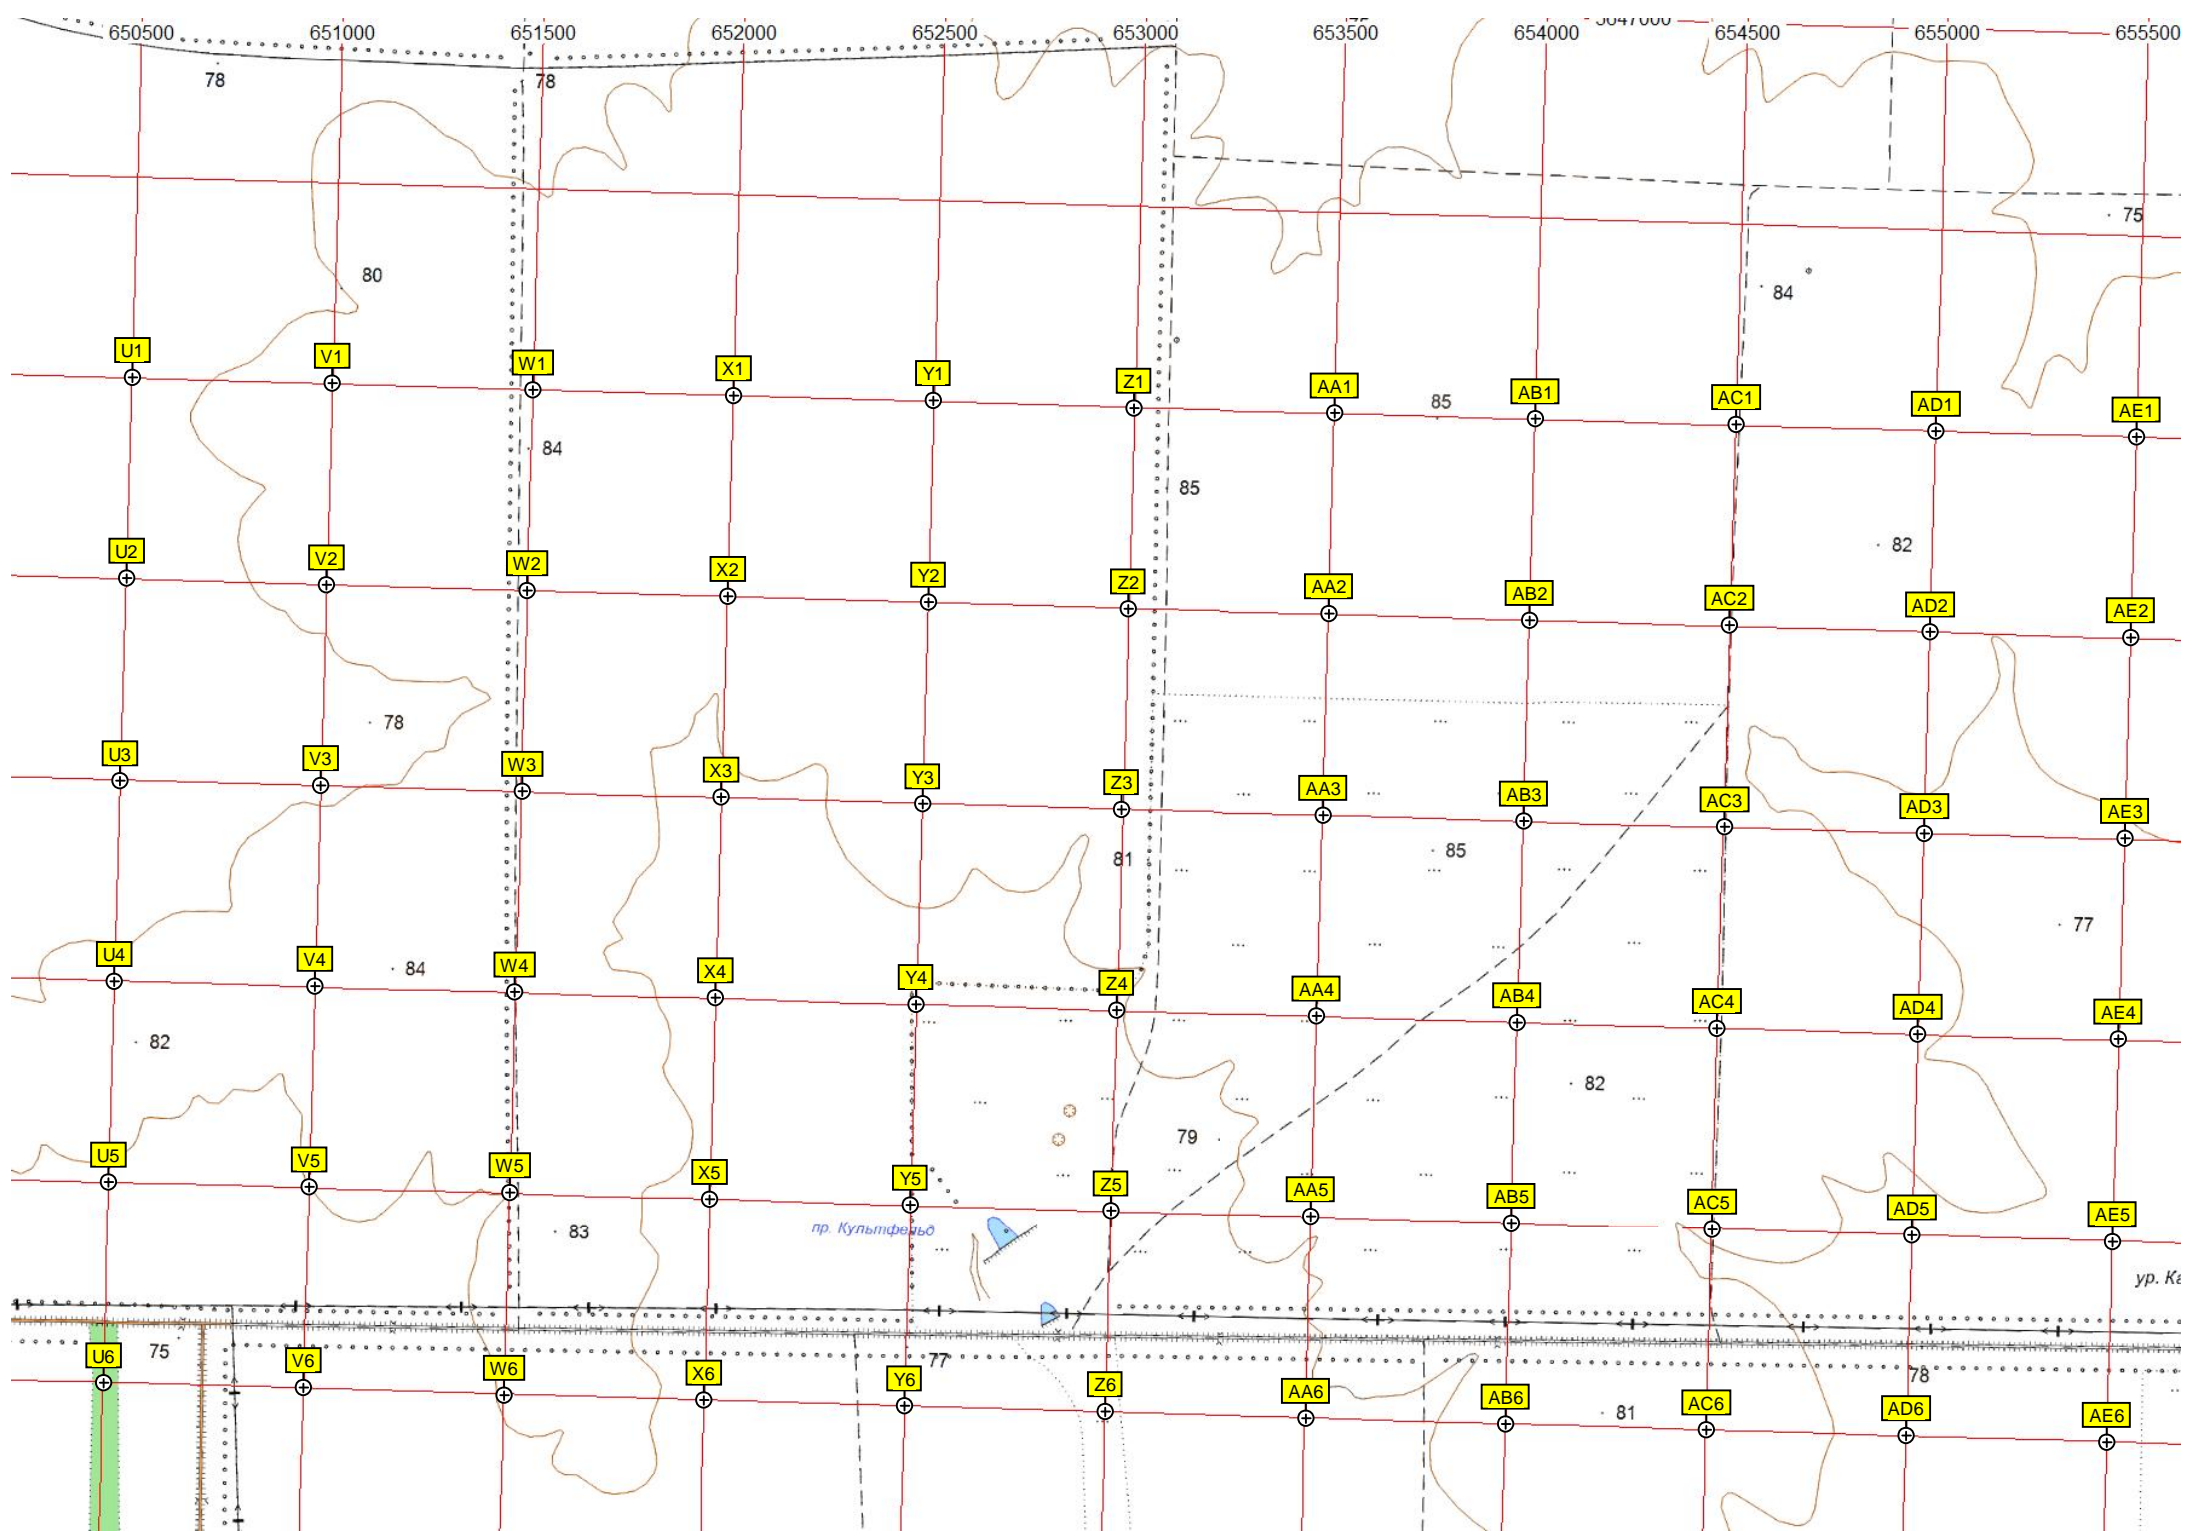 5047000
650500 651000 651500 652000 652500 653000 653500 654000 654500 655000 655500
78 78
75
80
84
U1 V1 W1 X1 Y1 Z1 AA1 AB1 AC1 AD1 AE1
85
84
85
82
U2 V2 W2 X2 Y2 Z2 AA2 AB2 AC2 AD2 AE2
78
U3 V3 W3 X3 Y3 Z3 AA3 AB3 AC3 AD3 AE3
81 85
77
U4 V4 W4 X4 Y4 Z4 AA4 AB4 AC4 AD4 AE4
84
82
82
79
U5 V5 W5 X5 Y5 Z5 AA5 AB5 AC5 AD5 AE5
83 пр. Культфельд
ур. Ка
U6 V6 W6 X6 Y6 Z6 AA6 AB6 AC6 AD6 AE6
75 77 78
81